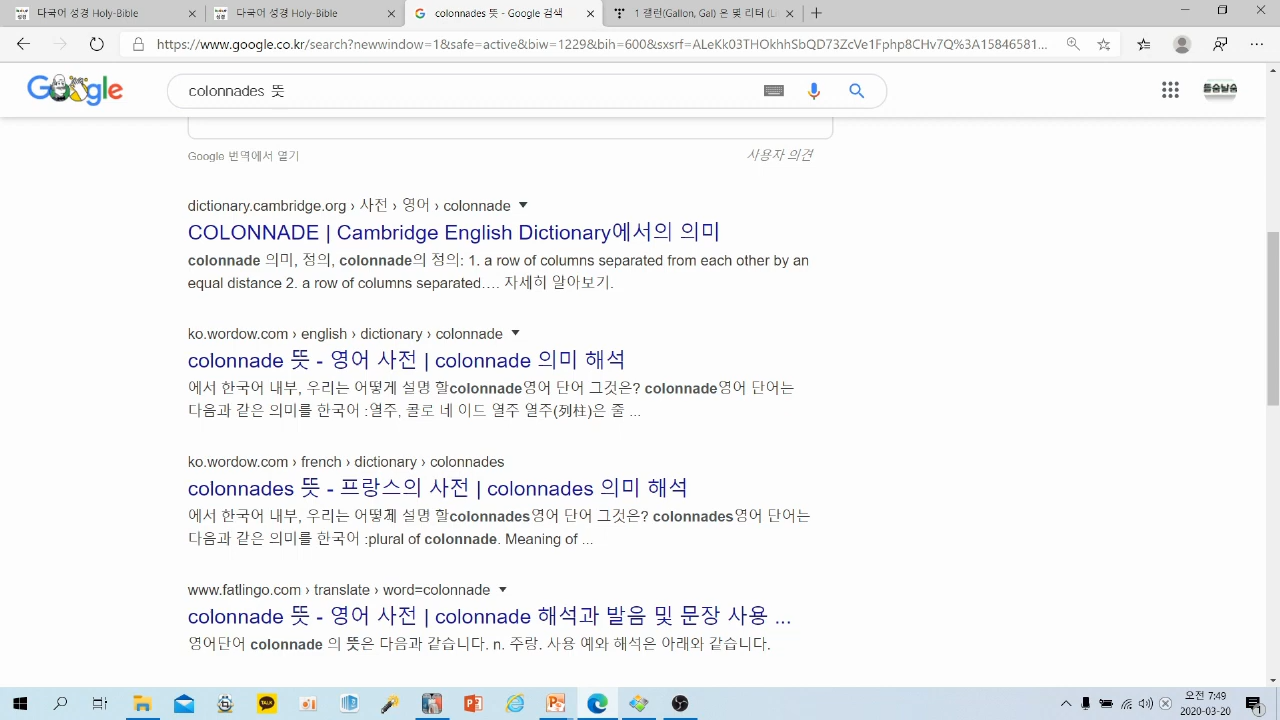 다국어 성경 Holy-Bible
다국어 성경 Holy-Bible
colonnades 뜻 - Google 검색
1 갤런(Gallon, Ga) 은 몇 리터 (L
https://www.google.co.kr/search?newwindow=1&safe=active&biw=1229&bih=600&sxsrf=ALeKk03THOkhhSbQD73ZcVe1Fphp8CHv7Q%3A15846581...
Google
colonnades 뜻
Google 번역에서 열기
사용자 의견
dictionary.cambridge.org › 사전 › 영어 › colonnade
COLONNADE | Cambridge English Dictionary에서의 의미
colonnade 의미, 정의, colonnade의 정의: 1. a row of columns separated from each other by an
equal distance 2. a row of columns separated…. 자세히 알아보기.
ko.wordow.com › english › dictionary › colonnade
colonnade 뜻 - 영어 사전 | colonnade 의미 해석
에서 한국어 내부, 우리는 어떻게 설명 할colonnade영어 단어 그것은? colonnade영어 단어는
다음과 같은 의미를 한국어 :열주, 콜로 네 이드 열주 열주(列柱)은 줄 ...
ko.wordow.com › french › dictionary › colonnades
colonnades 뜻 - 프랑스의 사전 | colonnades 의미 해석
에서 한국어 내부, 우리는 어떻게 설명 할colonnades영어 단어 그것은? colonnades영어 단어는
다음과 같은 의미를 한국어 :plural of colonnade. Meaning of ...
www.fatlingo.com › translate › word=colonnade
colonnade 뜻 - 영어 사전 | colonnade 해석과 발음 및 문장 사용 ...
영어단어 colonnade 의 뜻은 다음과 같습니다. n. 주랑. 사용 예와 해석은 아래와 같습니다.
TALK
오전 7:49
2020-03-20